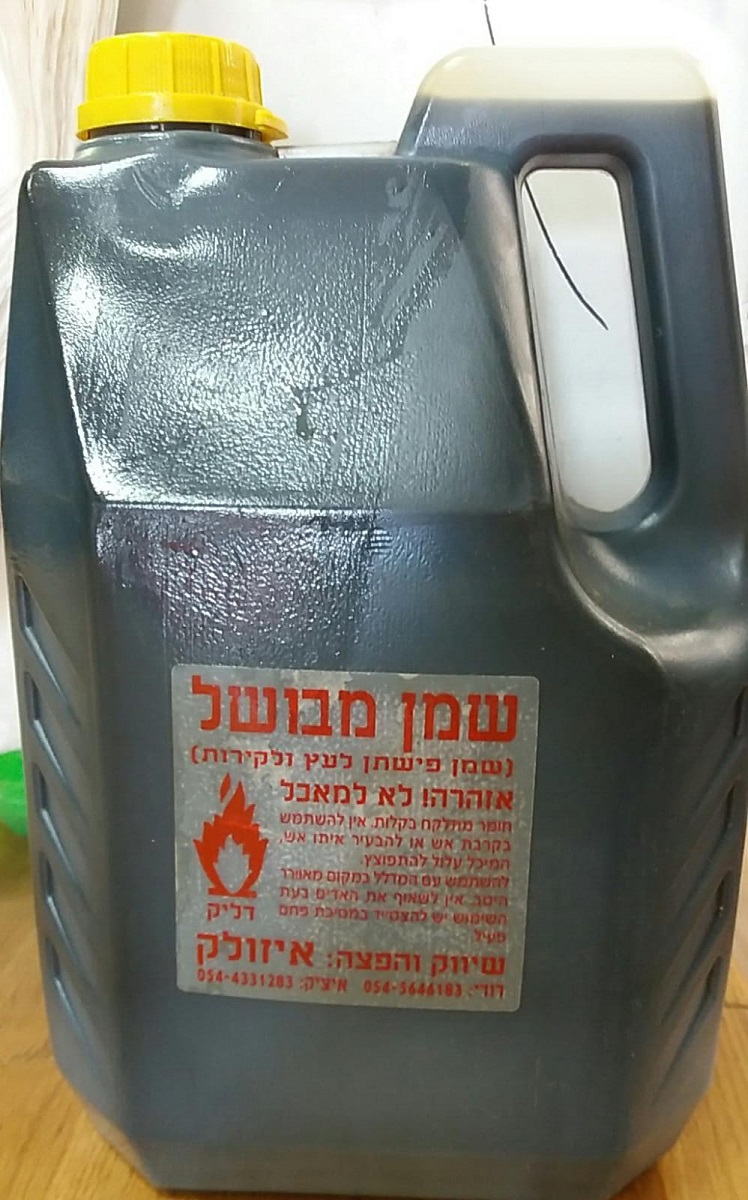 שמן מבושל
(שמן פישתן לעץ ולקירות)
אזהרה! לא למאכל
חומר מתלקח בקלות. אין להשתמש
בקרבת אש או להבעיר איתו אש,
המיכל עלול להתפוצץ.
להשתמש עם המדלל במקום מאוורר
היטב. אין לשאוף את האדים בעת
השימוש יש להצטייד במסיכת פחם
פעיל
דליק
שיווק והפצה: איזולק
דודי: 054-5646183 איציק: 054-4331283